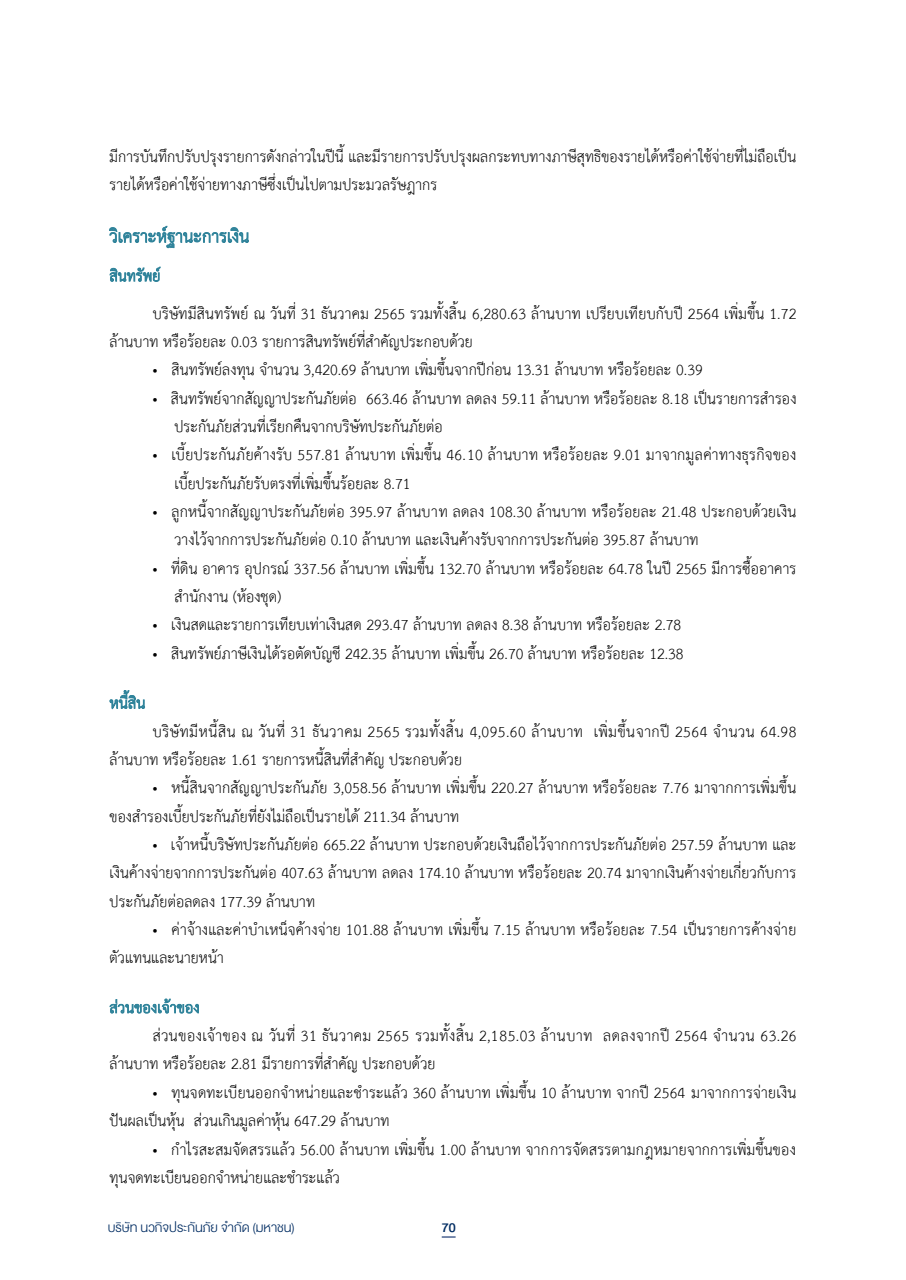 มีการบันทึกปรับปรุงรายการดังกล่าวในปีนี้ และมีรายการปรับปรุงผลกระทบทางภาษีสุทธิของรายได้หรือค่าใช้จ่ายที่ไม่ถือเป็น
รายได้หรือค่าใช้จ่ายทางภาษีซึ่งเป็นไปตามประมวลรัษฎากร
วิเคราะห์ฐานะการเงิน
สินทรัพย์
บริษัทมีสินทรัพย์ ณ วันที่ 31 ธันวาคม 2565 รวมทั้งสิ้น 6,280.63 ล้านบาท เปรียบเทียบกับปี 2564 เพิ่มขึ้น 1.72
ล้านบาท หรือร้อยละ 0.03 รายการสินทรัพย์ที่สำคัญประกอบด้วย
• สินทรัพย์ลงทุน จำนวน 3,420.69 ล้านบาท เพิ่มขึ้นจากปีก่อน 13.31 ล้านบาท หรือร้อยละ 0.39
• สินทรัพย์จากสัญญาประกันภัยต่อ 663.46 ล้านบาท ลดลง 59.11 ล้านบาท หรือร้อยละ 8.18 เป็นรายการสำรอง
ประกันภัยส่วนที่เรียกคืนจากบริษัทประกันภัยต่อ
• เบี้ยประกันภัยค้างรับ 557.81 ล้านบาท เพิ่มขึ้น 46.10 ล้านบาท หรือร้อยละ 9.01 มาจากมูลค่าทางธุรกิจของ
เบี้ยประกันภัยรับตรงที่เพิ่มขึ้นร้อยละ 8.71
• ลูกหนี้จากสัญญาประกันภัยต่อ 395.97 ล้านบาท ลดลง 108.30 ล้านบาท หรือร้อยละ 21.48 ประกอบด้วยเงิน
วางไว้จากการประกันภัยต่อ 0.10 ล้านบาท และเงินค้างรับจากการประกันต่อ 395.87 ล้านบาท
• ที่ดิน อาคาร อุปกรณ์ 337.56 ล้านบาท เพิ่มขึ้น 132.70 ล้านบาท หรือร้อยละ 64.78 ในปี 2565 มีการซื้ออาคาร
สำนักงาน (ห้องชุด)
• เงินสดและรายการเทียบเท่าเงินสด 293.47 ล้านบาท ลดลง 8.38 ล้านบาท หรือร้อยละ 2.78
• สินทรัพย์ภาษีเงินได้รอตัดบัญชี 242.35 ล้านบาท เพิ่มขึ้น 26.70 ล้านบาท หรือร้อยละ 12.38
หนี้สิน
บริษัทมีหนี้สิน ณ วันที่ 31 ธันวาคม 2565 รวมทั้งสิ้น 4,095.60 ล้านบาท เพิ่มขึ้นจากปี 2564 จำนวน 64.98
ล้านบาท หรือร้อยละ 1.61 รายการหนี้สินที่สำคัญ ประกอบด้วย
• หนี้สินจากสัญญาประกันภัย 3,058.56 ล้านบาท เพิ่มขึ้น 220.27 ล้านบาท หรือร้อยละ 7.76 มาจากการเพิ่มขึ้น
ของสำรองเบี้ยประกันภัยที่ยังไม่ถือเป็นรายได้ 211.34 ล้านบาท
• เจ้าหนี้บริษัทประกันภัยต่อ 665.22 ล้านบาท ประกอบด้วยเงินถือไว้จากการประกันภัยต่อ 257.59 ล้านบาท และ
เงินค้างจ่ายจากการประกันต่อ 407.63 ล้านบาท ลดลง 174.10 ล้านบาท หรือร้อยละ 20.74 มาจากเงินค้างจ่ายเกี่ยวกับการ
ประกันภัยต่อลดลง 177.39 ล้านบาท
• ค่าจ้างและค่าบำเหน็จค้างจ่าย 101.88 ล้านบาท เพิ่มขึ้น 7.15 ล้านบาท หรือร้อยละ 7.54 เป็นรายการค้างจ่าย
ตัวแทนและนายหน้า
ส่วนของเจ้าของ
ส่วนของเจ้าของ ณ วันที่ 31 ธันวาคม 2565 รวมทั้งสิ้น 2,185.03 ล้านบาท ลดลงจากปี 2564 จำนวน 63.26
ล้านบาท หรือร้อยละ 2.81 มีรายการที่สำคัญ ประกอบด้วย
• ทุนจดทะเบียนออกจำหน่ายและชำระแล้ว 360 ล้านบาท เพิ่มขึ้น 10 ล้านบาท จากปี 2564 มาจากการจ่ายเงิน
ปันผลเป็นหุ้น ส่วนเกินมูลค่าหุ้น 647.29 ล้านบาท
• กำไรสะสมจัดสรรแล้ว 56.00 ล้านบาท เพิ่มขึ้น 1.00 ล้านบาท จากการจัดสรรตามกฎหมายจากการเพิ่มขึ้นของ
ทุนจดทะเบียนออกจำหน่ายและชำระแล้ว
บริษัท นวกิจประกันภัย จำกัด (มหาชน) 70